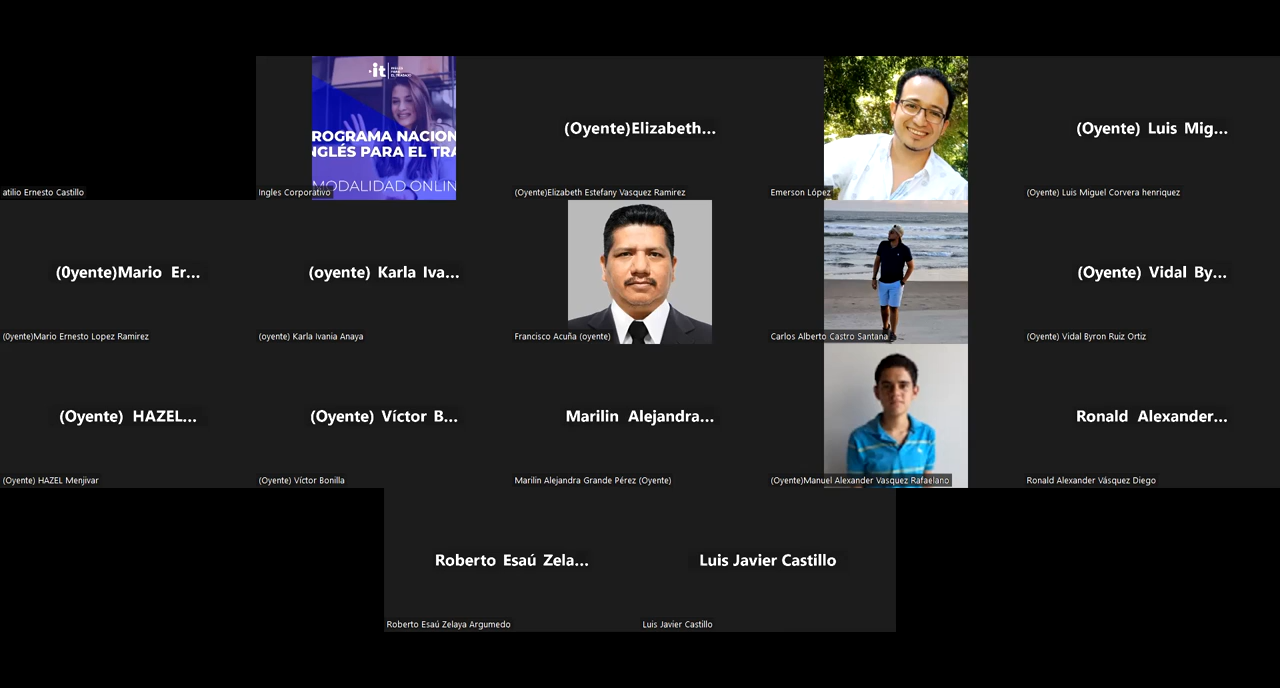 ·it
INGLÉS
PARA
EL TRABAJO
ROGRAMA NACION
NGLÉS PARA EL TRA
MODALIDAD ONLIN
(Oyente)Elizabeth...
(Oyente) Luis Mig...
atilio Ernesto Castillo
Ingles Corporativo
(Oyente)Elizabeth Estefany Vasquez Ramirez
Emerson López
(Oyente) Luis Miguel Corvera henriquez
(0yente)Mario Er...
(oyente) Karla Iva...
(Oyente) Vidal By...
(0yente)Mario Ernesto Lopez Ramirez
(oyente) Karla Ivania Anaya
Francisco Acuña (oyente)
Carlos Alberto Castro Santana
(Oyente) Vidal Byron Ruiz Ortiz
(Oyente) HAZEL...
(Oyente) Víctor B...
Marilin Alejandra...
Ronald Alexander...
(Oyente) HAZEL Menjivar
(Oyente) Víctor Bonilla
Marilin Alejandra Grande Pérez (Oyente)
(Oyente)Manuel Alexander Vasquez Rafaelano
Ronald Alexander Vásquez Diego
Roberto Esaú Zela...
Luis Javier Castillo
Roberto Esaú Zelaya Argumedo
Luis Javier Castillo